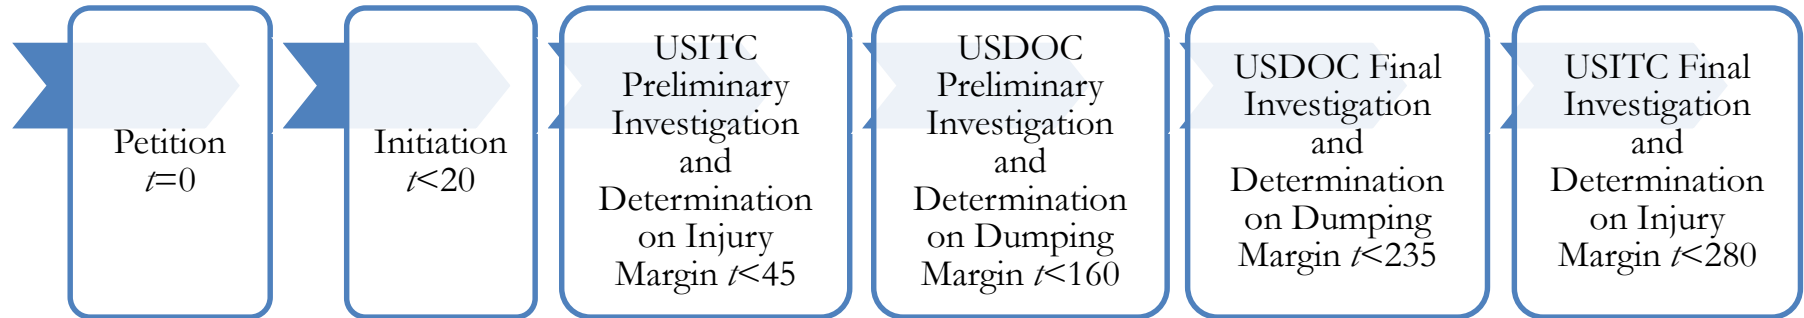 Petition
t=0
Initiation
t<20
USITC
Preliminary
Investigation
and
Determination
on Injury
Margin t<45
USDOC
Preliminary
Investigation
and
Determination
on Dumping
Margin t<160
USDOC Final
Investigation
and
Determination
on Dumping
Margin t<235
USITC Final
Investigation
and
Determination
on Injury
Margin t<280